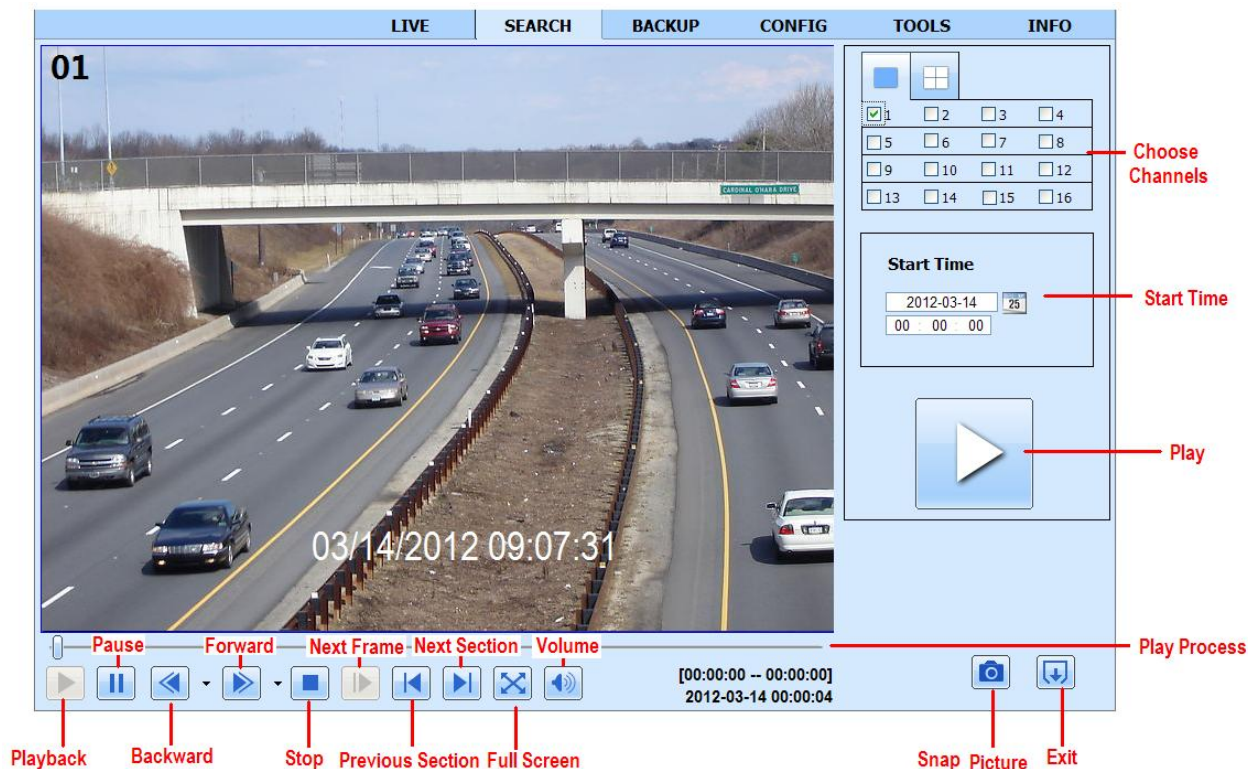 LIVE SEARCH BACKUP CONFIG TOOLS INFO
01
CARDINAL O'HARA DRIVE
03/14/2012 09:07:31
1 2 3 4
5 6 7 8
9 10 11 12
13 14 15 16
Choose
Channels
Start Time
2012-03-14 25
00 : 00 : 00
Start Time
Play
Play Process
Pause Forward Next Frame Next Section Volume
[00:00:00 -- 00:00:00]
2012-03-14 00:00:04
Playback Backward Stop Previous Section Full Screen
Snap Picture Exit